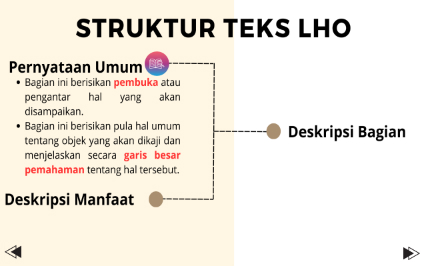 STRUKTUR TEKS LHO
Pernyataan Umum
• Bagian ini berisikan pembuka atau
pengantar hal yang akan
disampaikan.
• Bagian ini berisikan pula hal umum
tentang objek yang akan dikaji dan
menjelaskan secara garis besar
pemahaman tentang hal tersebut.
Deskripsi Bagian
Deskripsi Manfaat